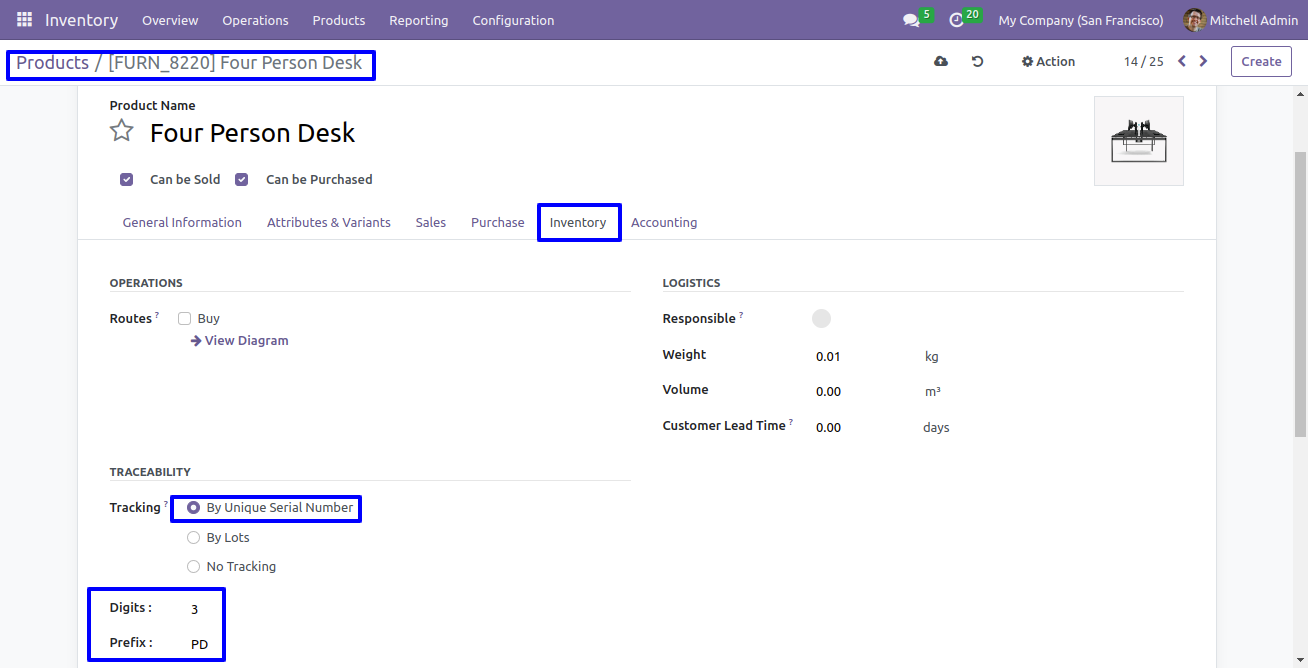 Inventory Overview Operations Products Reporting Configuration 5 20 My Company (San Francisco) Mitchell Admin
Products / [FURN_8220] Four Person Desk Action 14 / 25 Create
Product Name
Four Person Desk
Can be Sold Can be Purchased
General Information Attributes & Variants Sales Purchase Inventory Accounting
OPERATIONS
Routes ? Buy
View Diagram
LOGISTICS
Responsible ?
Weight 0.01 kg
Volume 0.00 m³
Customer Lead Time ? 0.00 days
TRACEABILITY
Tracking ? By Unique Serial Number
By Lots
No Tracking
Digits : 3
Prefix : PD